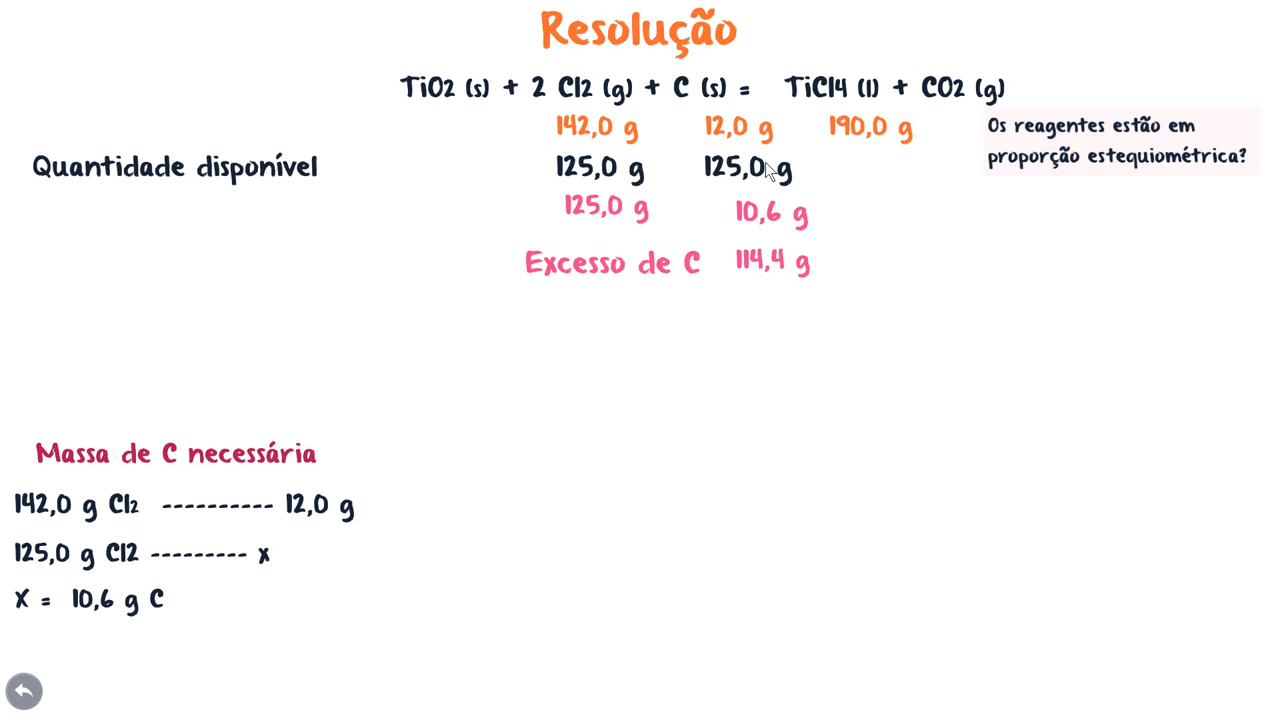 Resolução
TiO2 (s) + 2 Cl2 (g) + C (s) = TiCl4 (l) + CO2 (g)
142,0 g 12,0 g 190,0 g
Os reagentes estão em
proporção estequiométrica?
Quantidade disponível 125,0 g 125,0 g
125,0 g 10,6 g
Excesso de C 114,4 g
Massa de C necessária
142,0 g Cl2 ---------- 12,0 g
125,0 g Cl2 --------- x
X = 10,6 g C